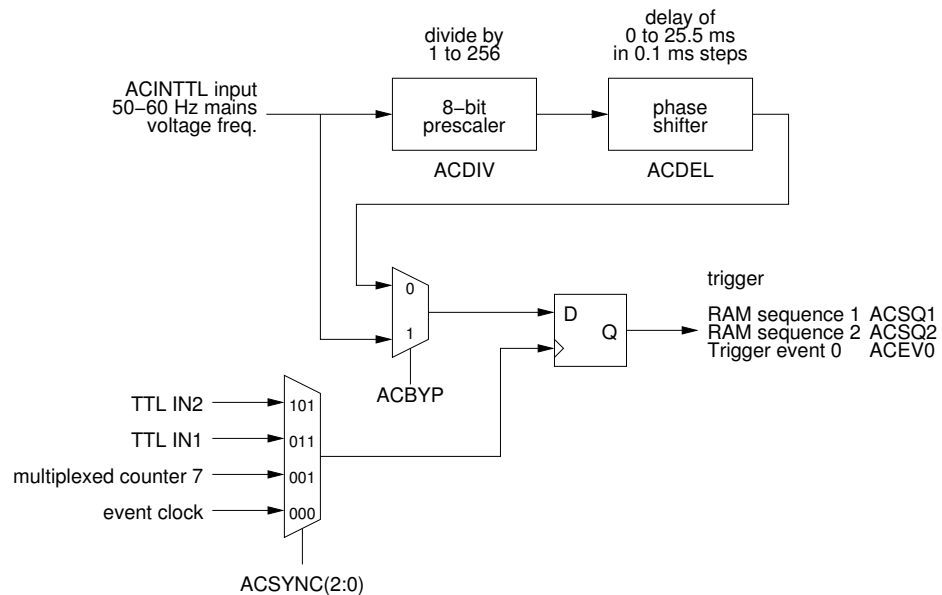 delay of
0 to 25.5 ms
in 0.1 ms steps
divide by
1 to 256
ACINTTL input
50−60 Hz mains
voltage freq.
8−bit
prescaler
phase
shifter
ACDIV
ACDEL
0
1
ACBYP
D
Q
trigger
RAM sequence 1 ACSQ1
RAM sequence 2 ACSQ2
Trigger event 0 ACEV0
TTL IN2
101
TTL IN1
011
multiplexed counter 7
001
event clock
000
ACSYNC(2:0)